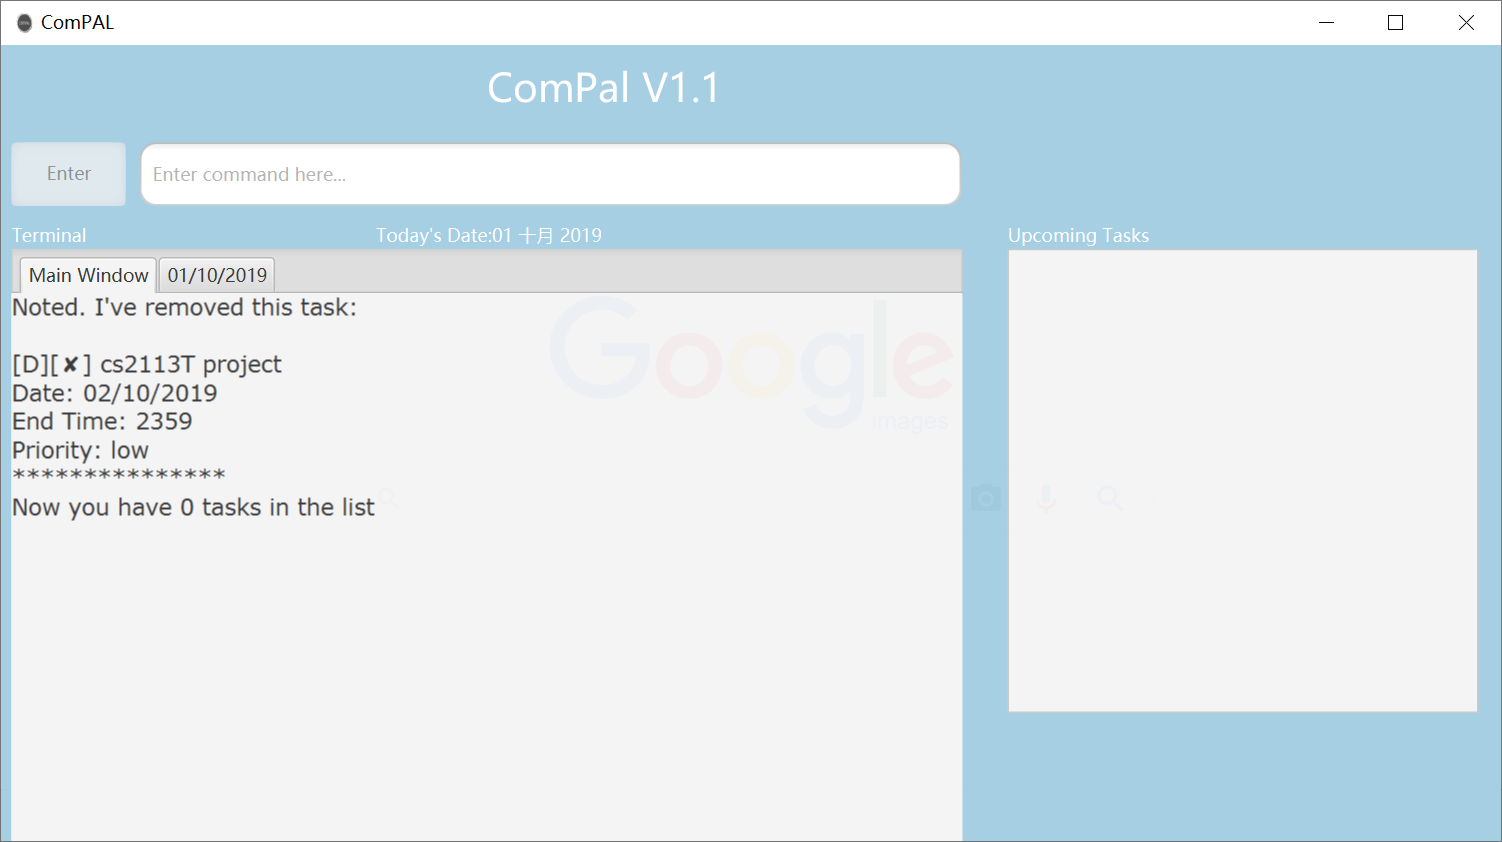 ComPAL
ComPal V1.1
Enter
Enter command here...
Terminal
Today's Date:01 十月 2019
Upcoming Tasks
Main Window
01/10/2019
Noted. I've removed this task:
[D][✘] cs2113T project
Date: 02/10/2019
End Time: 2359
Priority: low
***************
Now you have 0 tasks in the list
Google
images